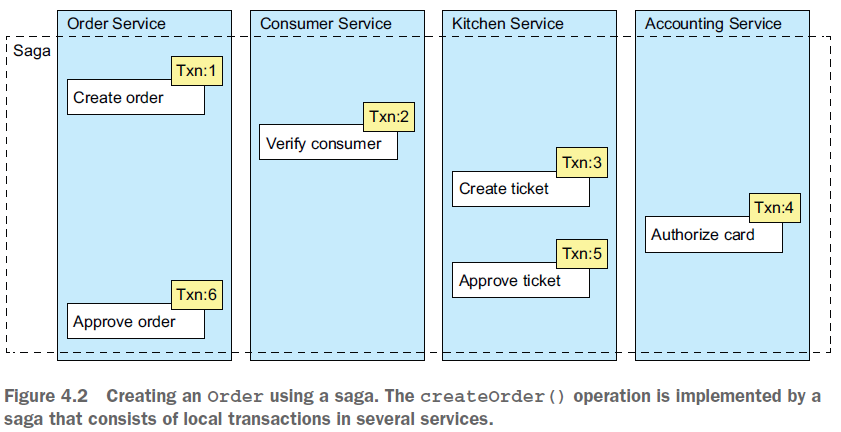 Order Service
Consumer Service
Kitchen Service
Accounting Service
Saga
Txn:1
Create order
Txn:2
Verify consumer
Txn:3
Create ticket
Txn:4
Authorize card
Txn:5
Approve ticket
Txn:6
Approve order
Figure 4.2 Creating an Order using a saga. The createOrder() operation is implemented by a
saga that consists of local transactions in several services.